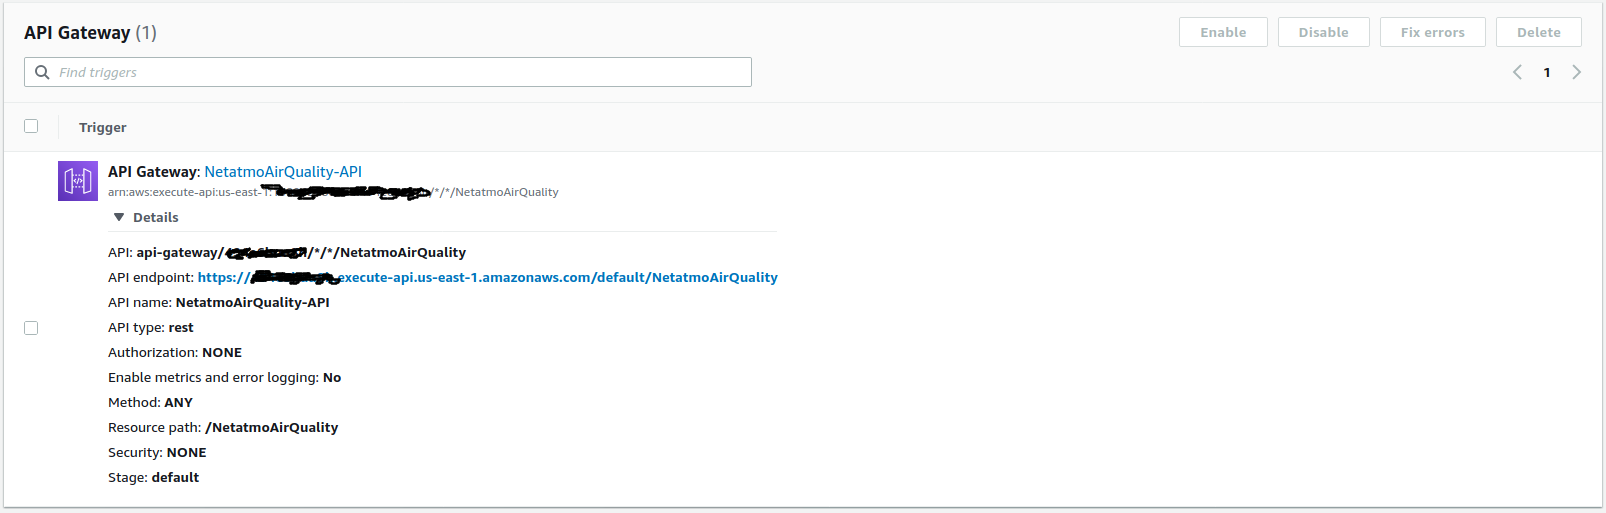 API Gateway (1)
Enable
Disable
Fix errors
Delete
Find triggers
1
Trigger
API Gateway: NetatmoAirQuality-API
arn:aws:execute-api:us-east-1: /*/*/NetatmoAirQuality
Details
API: api-gateway/ /*/*/NetatmoAirQuality
API endpoint: https:// execute-api.us-east-1.amazonaws.com/default/NetatmoAirQuality
API name: NetatmoAirQuality-API
API type: rest
Authorization: NONE
Enable metrics and error logging: No
Method: ANY
Resource path: /NetatmoAirQuality
Security: NONE
Stage: default